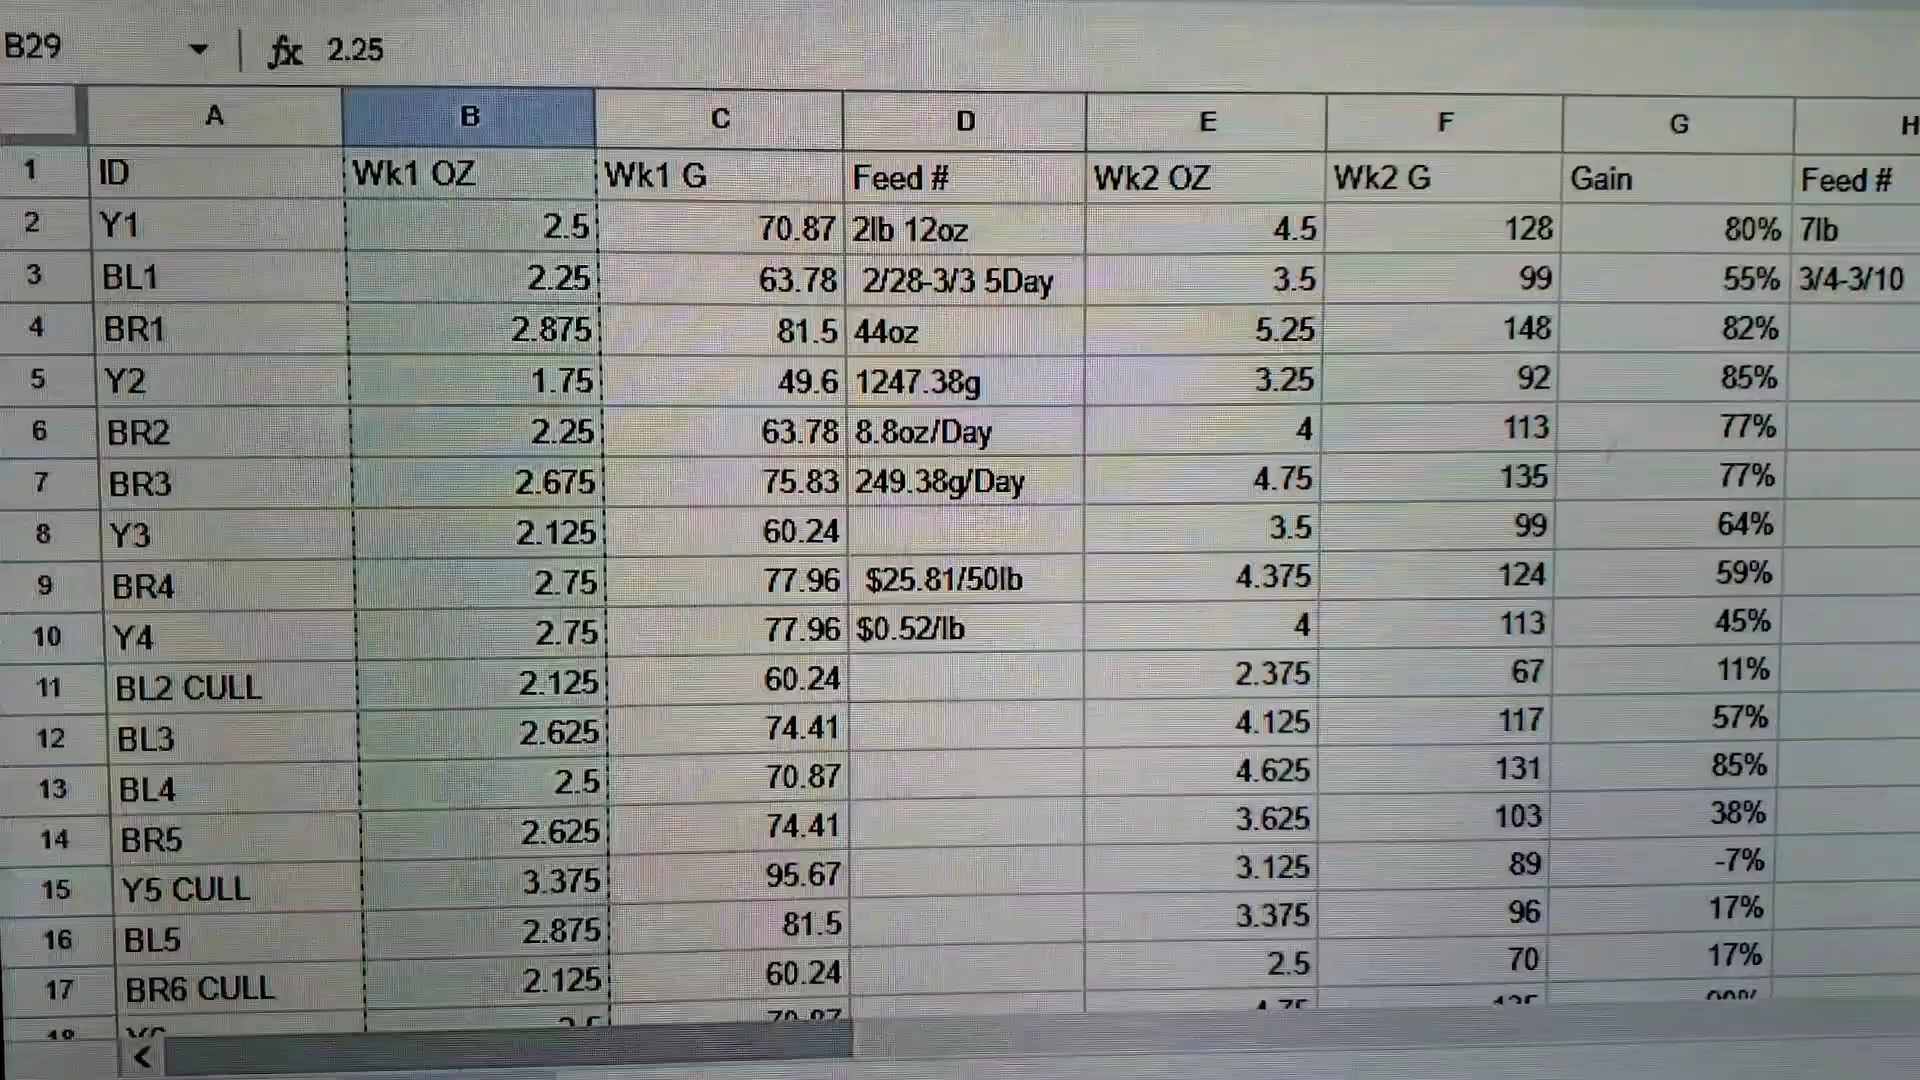 B29 fx 2.25
A B C D E F G H
1 ID Wk1 OZ Wk1 G Feed # Wk2 OZ Wk2 G Gain Feed #
2 Y1 2.5 70.87 2lb 12oz 4.5 128 80% 7lb
3 BL1 2.25 63.78 2/28-3/3 5Day 3.5 99 55% 3/4-3/10
4 BR1 2.875 81.5 44oz 5.25 148 82%
5 Y2 1.75 49.6 1247.38g 3.25 92 85%
6 BR2 2.25 63.78 8.8oz/Day 4 113 77%
7 BR3 2.675 75.83 249.38g/Day 4.75 135 77%
8 Y3 2.125 60.24 3.5 99 64%
9 BR4 2.75 77.96 $25.81/50lb 4.375 124 59%
10 Y4 2.75 77.96 $0.52/lb 4 113 45%
11 BL2 CULL 2.125 60.24 2.375 67 11%
12 BL3 2.625 74.41 4.125 117 57%
13 BL4 2.5 70.87 4.625 131 85%
14 BR5 2.625 74.41 3.625 103 38%
15 Y5 CULL 3.375 95.67 3.125 89 -7%
16 BL5 2.875 81.5 3.375 96 17%
17 BR6 CULL 2.125 60.24 2.5 70 17%
70.87 4.75